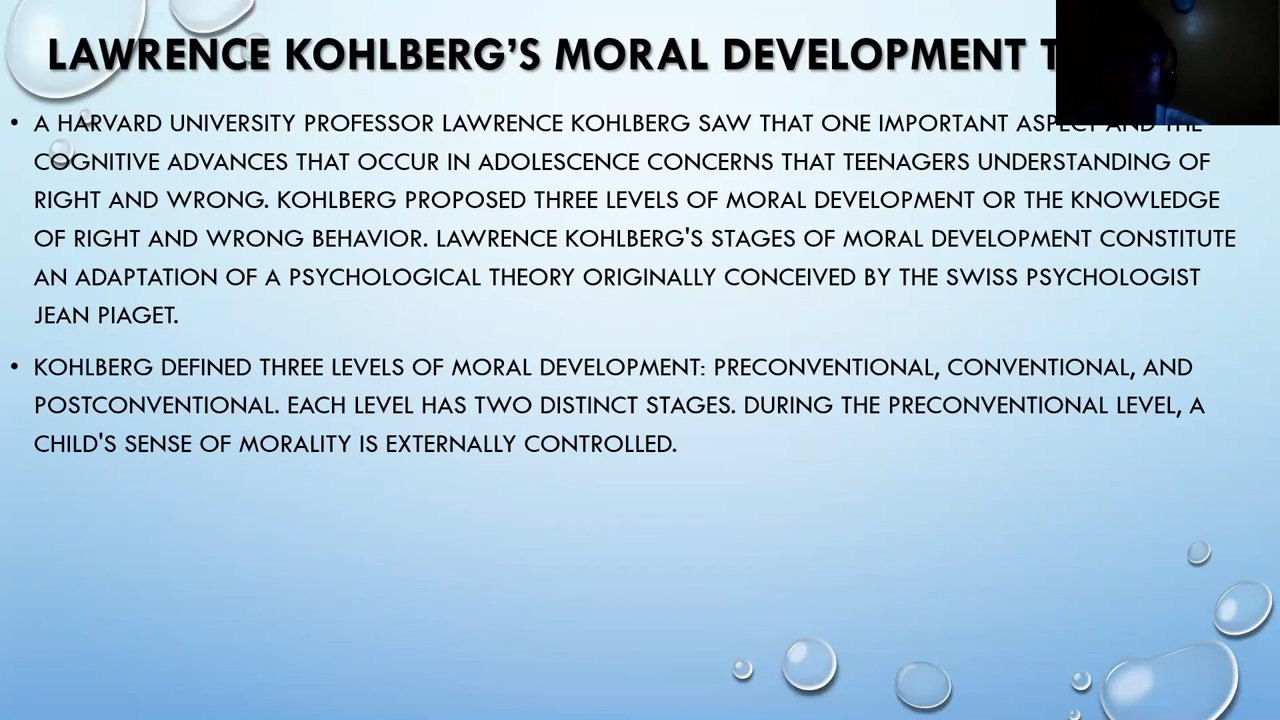 LAWRENCE KOHLBERG’S MORAL DEVELOPMENT
• A HARVARD UNIVERSITY PROFESSOR LAWRENCE KOHLBERG SAW THAT ONE IMPORTANT ASPECT AND THE
COGNITIVE ADVANCES THAT OCCUR IN ADOLESCENCE CONCERNS THAT TEENAGERS UNDERSTANDING OF
RIGHT AND WRONG. KOHLBERG PROPOSED THREE LEVELS OF MORAL DEVELOPMENT OR THE KNOWLEDGE
OF RIGHT AND WRONG BEHAVIOR. LAWRENCE KOHLBERG'S STAGES OF MORAL DEVELOPMENT CONSTITUTE
AN ADAPTATION OF A PSYCHOLOGICAL THEORY ORIGINALLY CONCEIVED BY THE SWISS PSYCHOLOGIST
JEAN PIAGET.
• KOHLBERG DEFINED THREE LEVELS OF MORAL DEVELOPMENT: PRECONVENTIONAL, CONVENTIONAL, AND
POSTCONVENTIONAL. EACH LEVEL HAS TWO DISTINCT STAGES. DURING THE PRECONVENTIONAL LEVEL, A
CHILD'S SENSE OF MORALITY IS EXTERNALLY CONTROLLED.